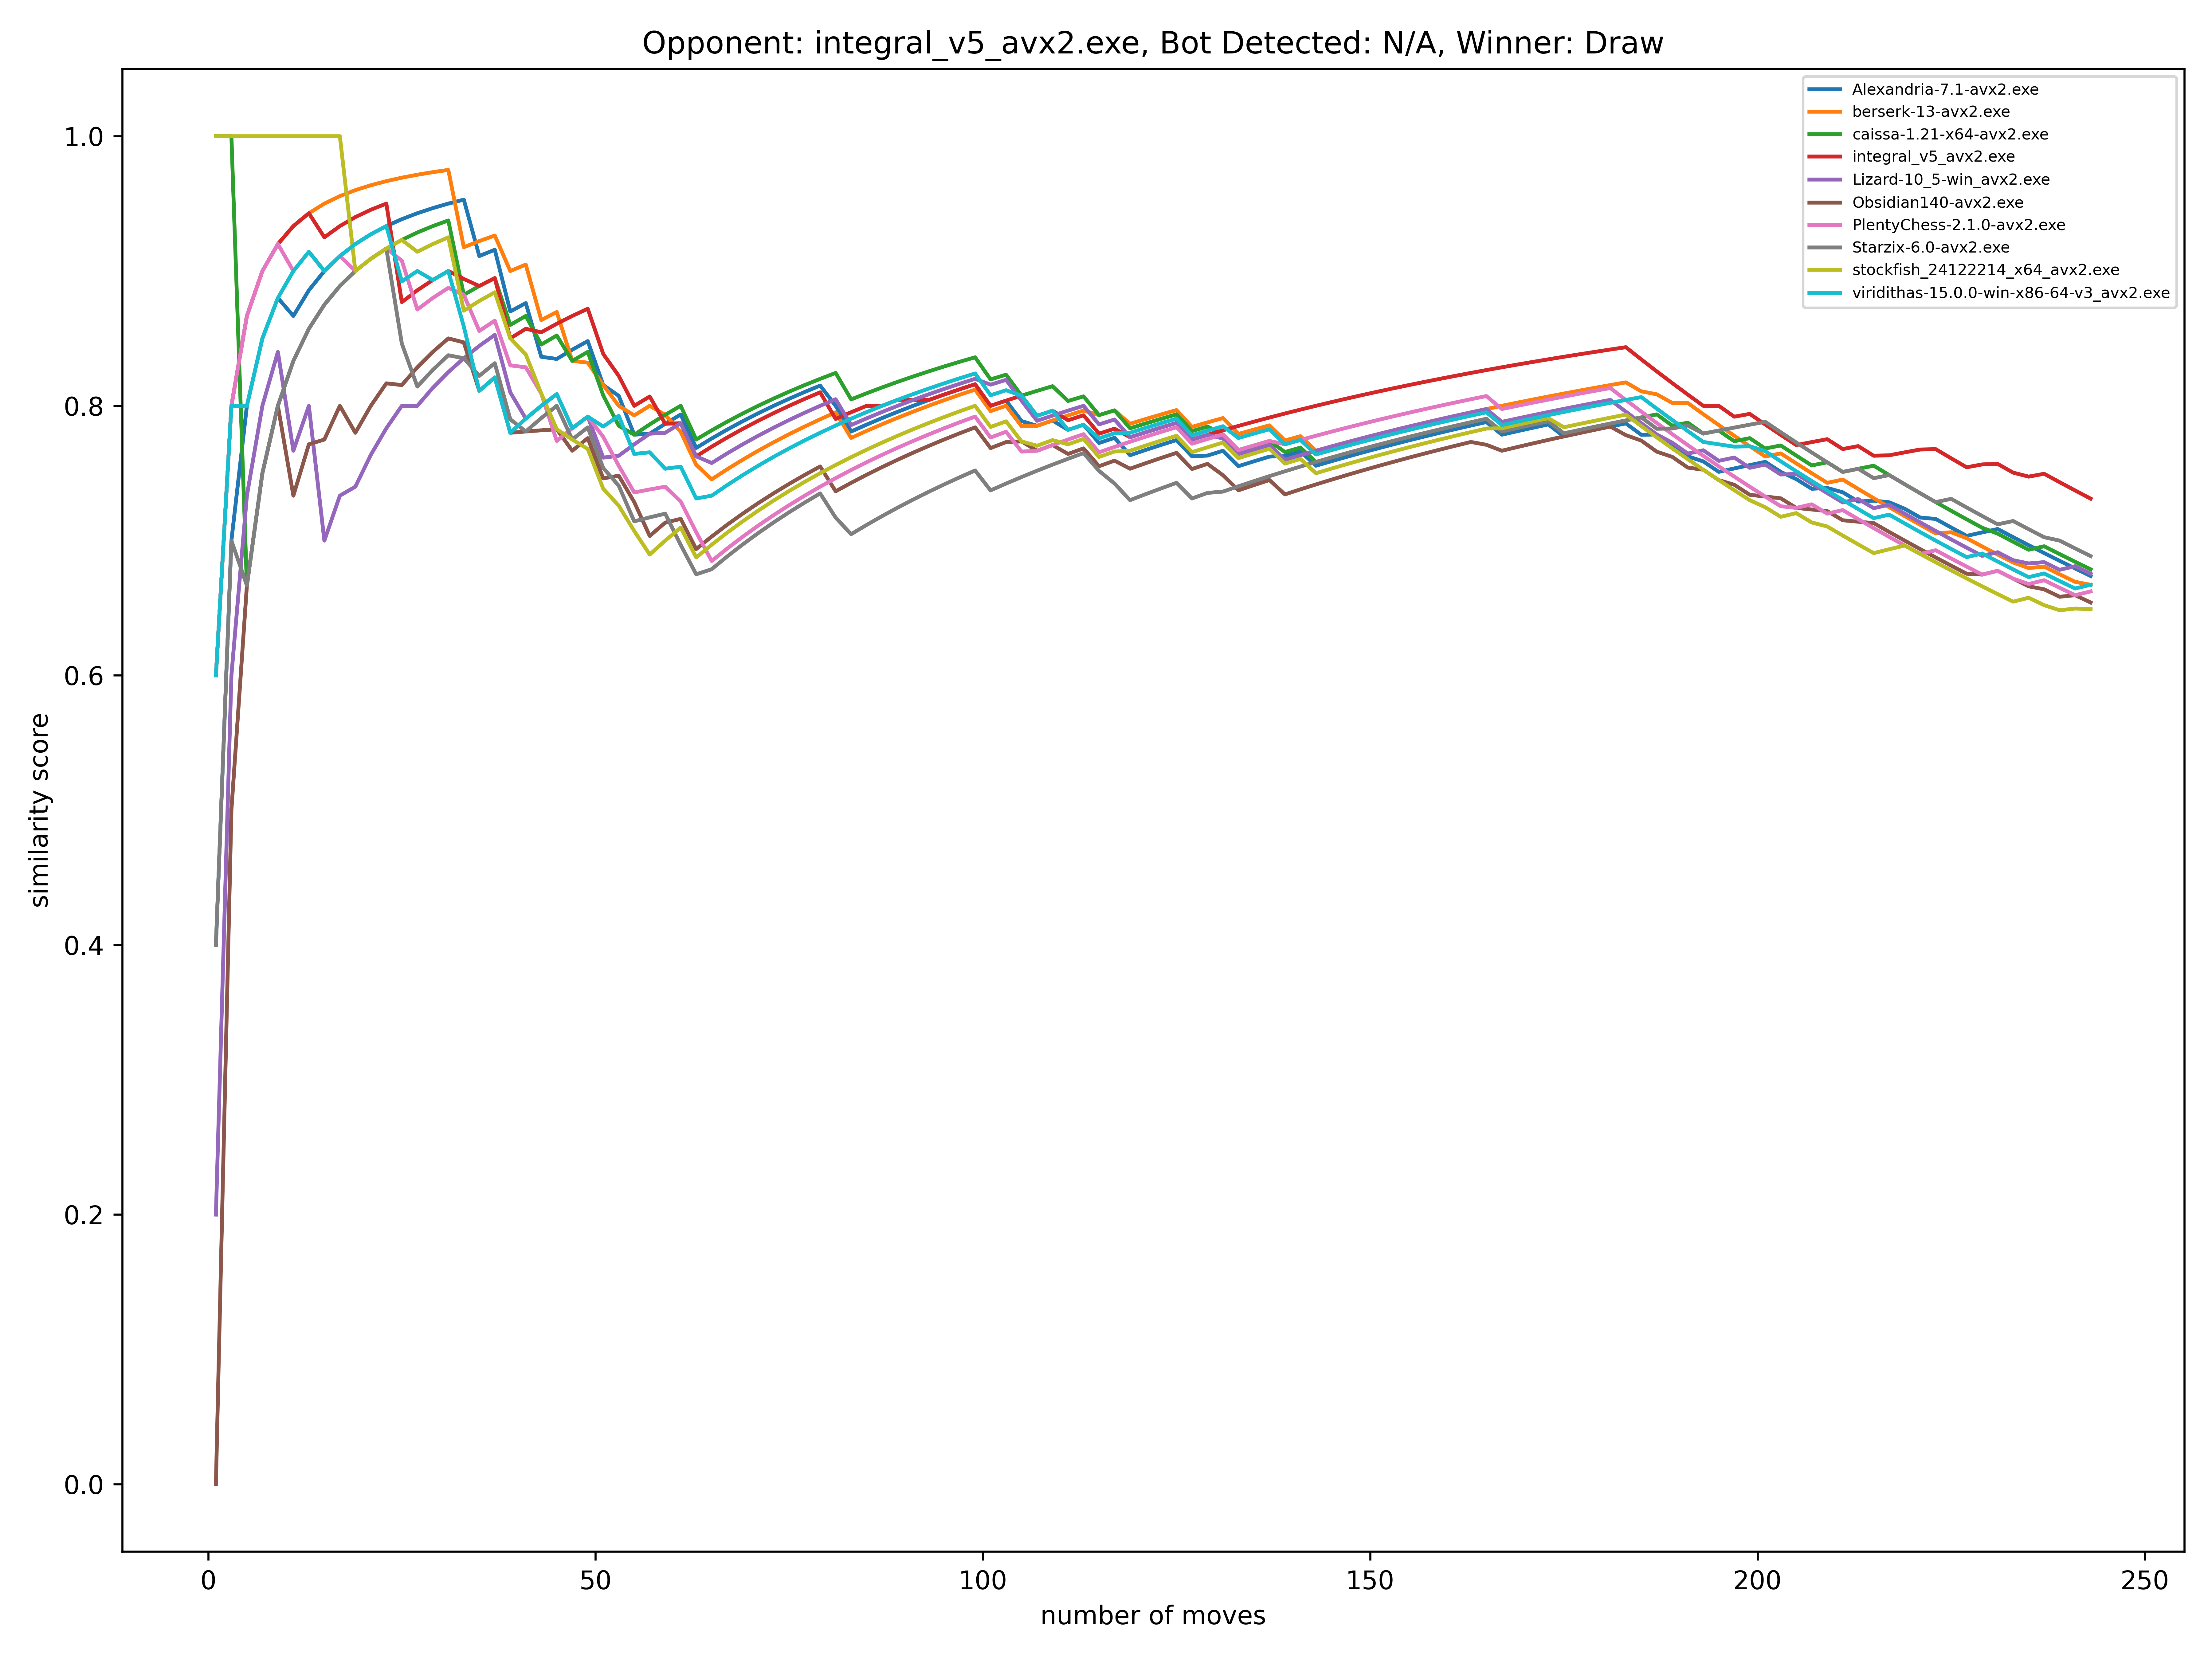 Opponent: integral_v5_avx2.exe, Bot Detected: N/A, Winner: Draw
Alexandria-7.1-avx2.exe
berserk-13-avx2.exe
caissa-1.21-x64-avx2.exe
integral_v5_avx2.exe
Lizard-10_5-win_avx2.exe
Obsidian140-avx2.exe
PlentyChess-2.1.0-avx2.exe
Starzix-6.0-avx2.exe
stockfish_24122214_x64_avx2.exe
viridithas-15.0.0-win-x86-64-v3_avx2.exe
1.0
0.8
0.6
0.4
0.2
0.0
similarity score
0 50 100 150 200 250
number of moves